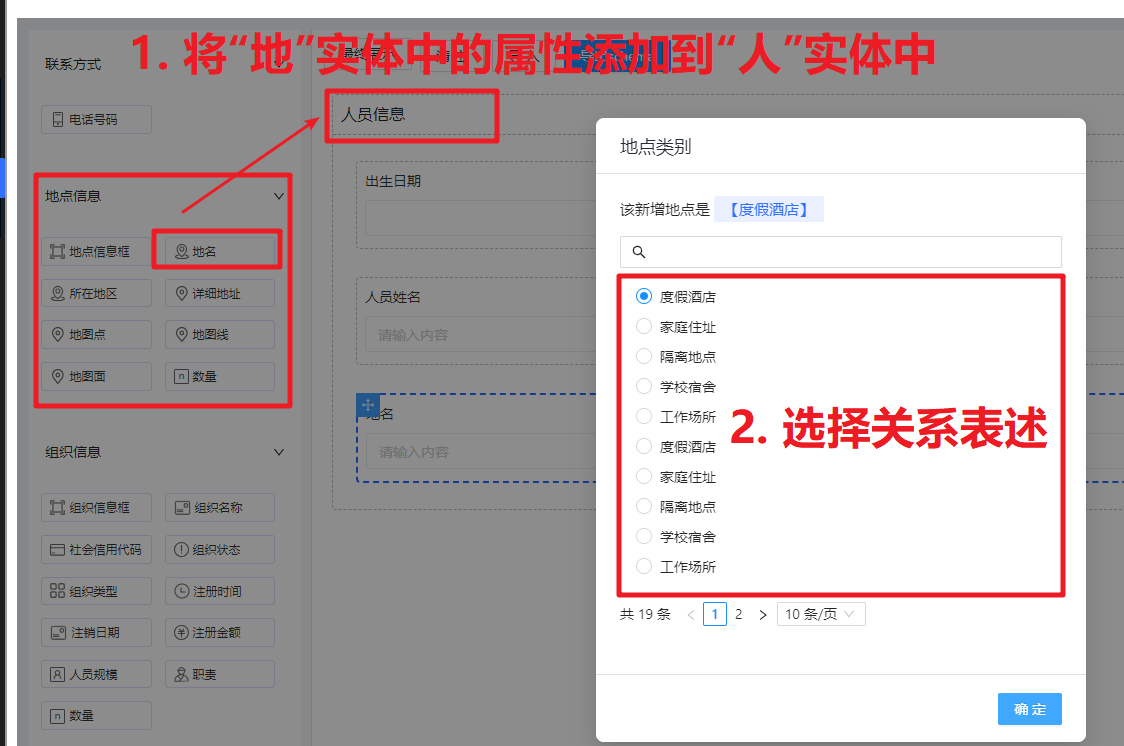 1. 将“地”实体中的属性添加到“人”实体中
联系方式
电话号码
人员信息
地点信息
地点信息框
地名
所在地区
详细地址
地图点
地图线
地图面
数量
组织信息
组织信息框
组织名称
社会信用代码
组织状态
组织类型
注册时间
注销日期
注册金额
人员规模
职责
数量
出生日期
人员姓名
请输入内容
地名
请输入内容
地点类别
该新增地点是 【度假酒店】
度假酒店
家庭住址
隔离地点
学校宿舍
工作场所
度假酒店
家庭住址
隔离地点
学校宿舍
工作场所
2. 选择关系表述
共 19 条 < 1 2 > 10 条/页
确 定